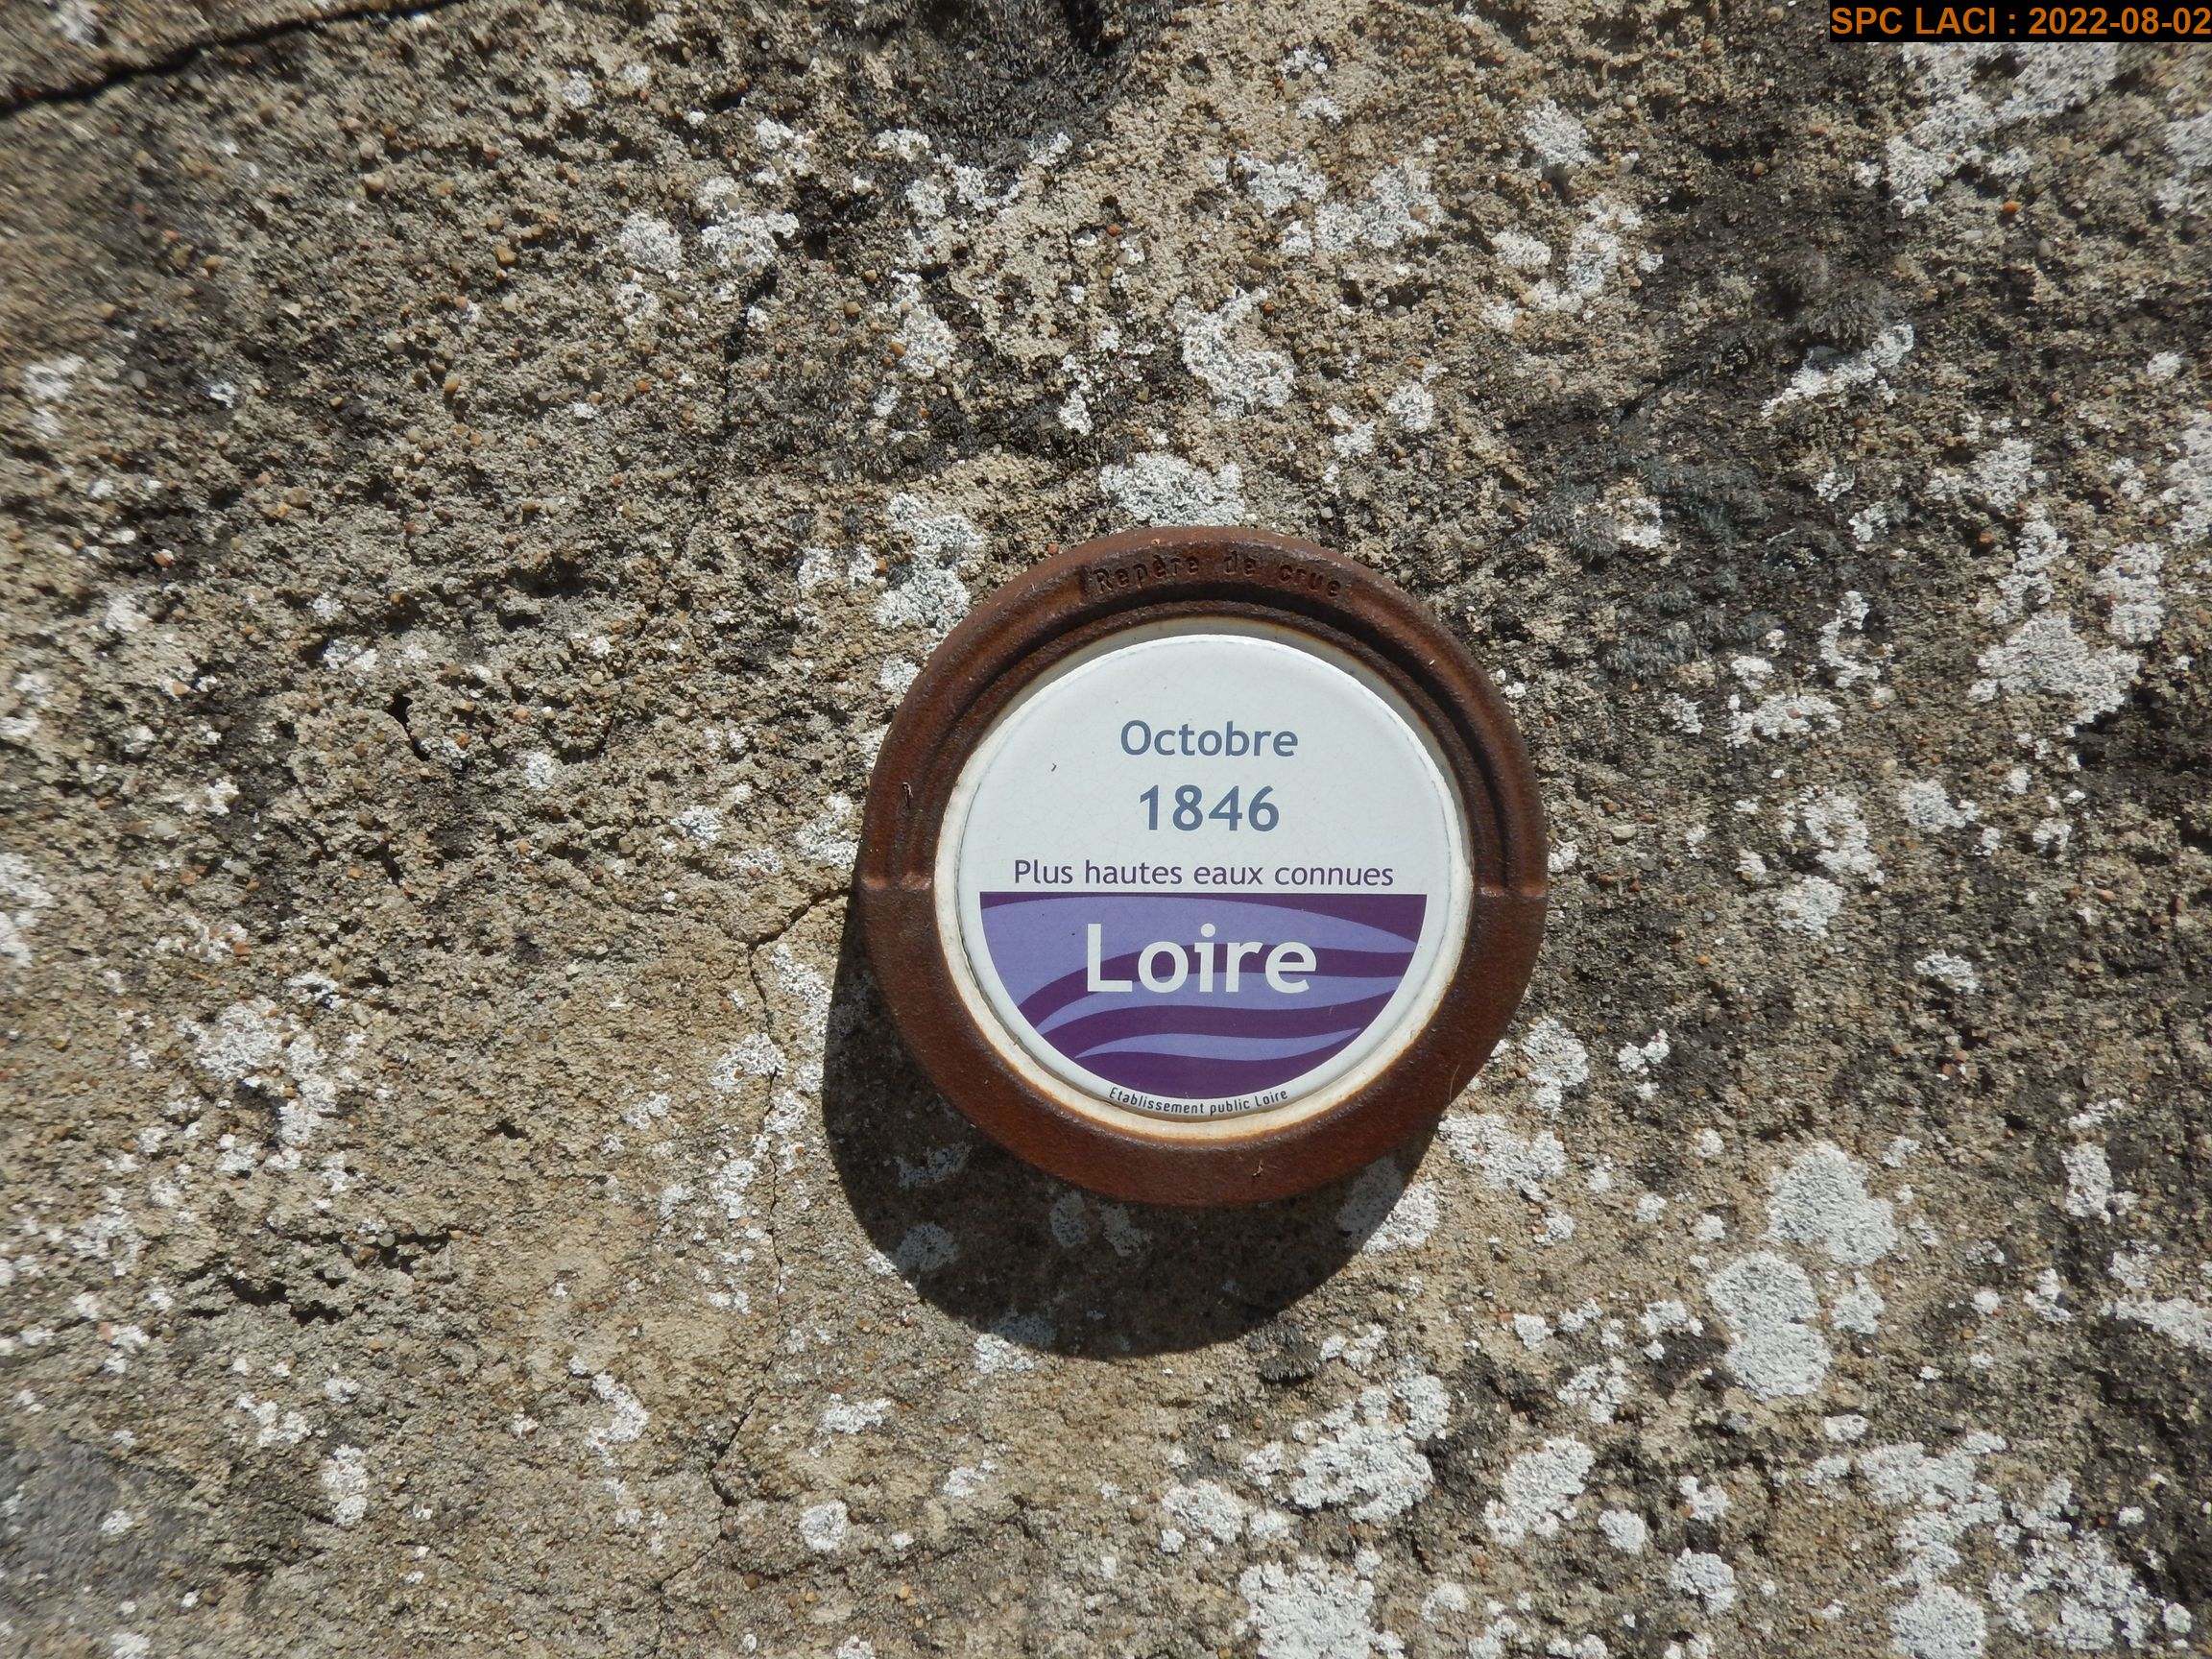 SPC LACI : 2022-08-02
Repère de crue
Octobre
1846
Plus hautes eaux connues
Loire
Etablissement public Loire